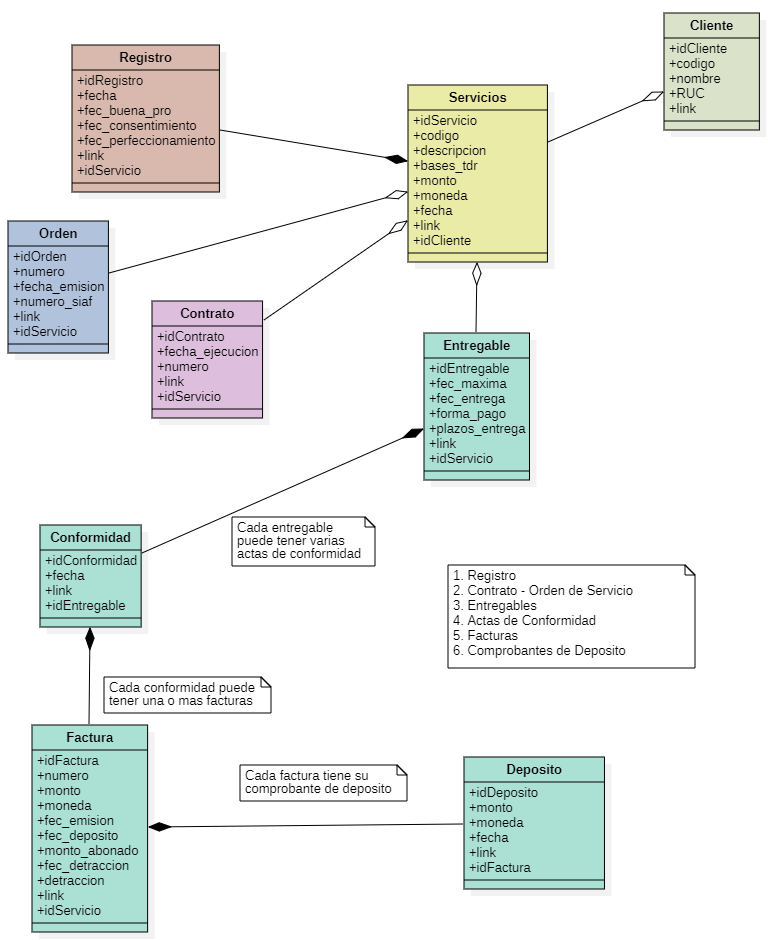 Cliente
+idCliente
+codigo
+nombre
+RUC
+link
Registro
+idRegistro
+fecha
+fec_buena_pro
+fec_consentimiento
+fec_perfeccionamiento
+link
+idServicio
Servicios
+idServicio
+codigo
+descripcion
+bases_tdr
+monto
+moneda
+fecha
+link
+idCliente
Orden
+idOrden
+numero
+fecha_emision
+numero_siaf
+link
+idServicio
Contrato
+idContrato
+fecha_ejecucion
+numero
+link
+idServicio
Entregable
+idEntregable
+fec_maxima
+fec_entrega
+forma_pago
+plazos_entrega
+link
+idServicio
Cada entregable
puede tener varias
actas de conformidad
Conformidad
+idConformidad
+fecha
+link
+idEntregable
1. Registro
2. Contrato - Orden de Servicio
3. Entregables
4. Actas de Conformidad
5. Facturas
6. Comprobantes de Deposito
Cada conformidad puede
tener una o mas facturas
Factura
+idFactura
+numero
+monto
+moneda
+fec_emision
+fec_deposito
+monto_abonado
+fec_detraccion
+detraccion
+link
+idServicio
Cada factura tiene su
comprobante de deposito
Deposito
+idDeposito
+monto
+moneda
+fecha
+link
+idFactura